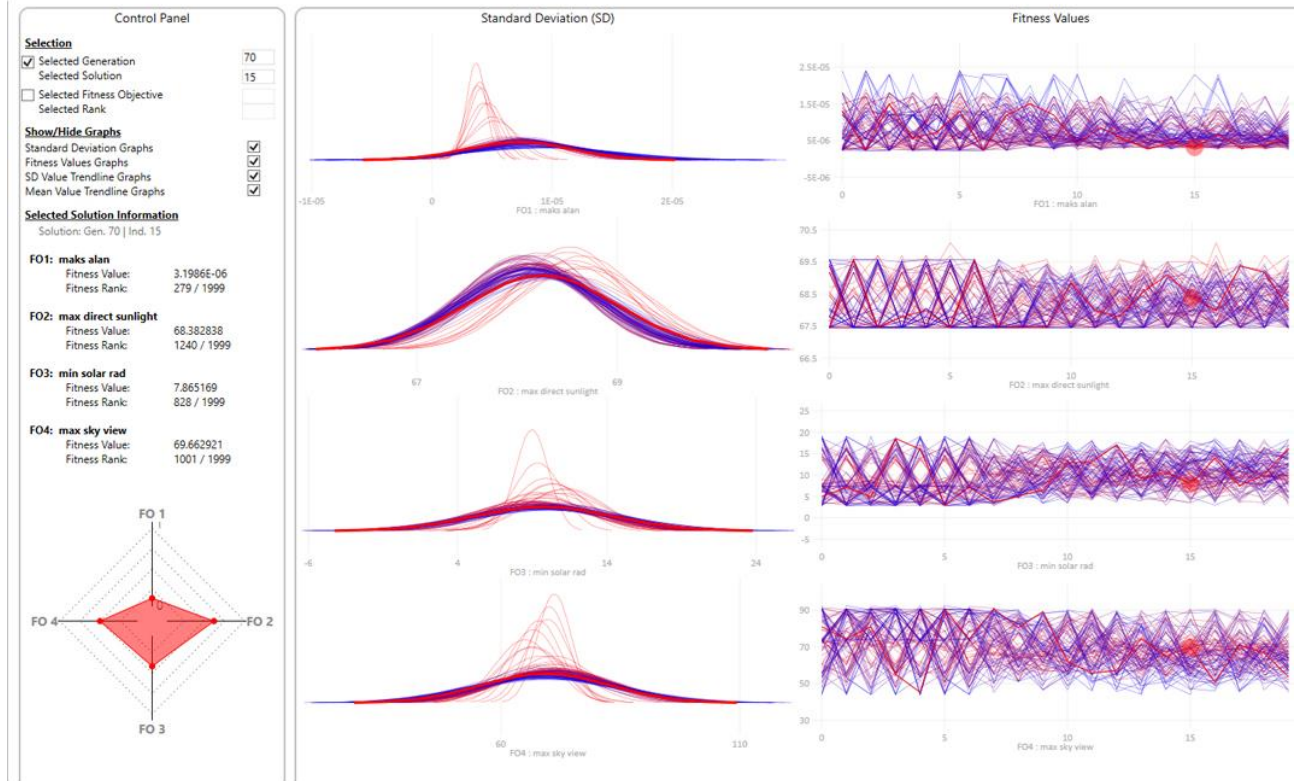 Control Panel
Selection
Selected Generation 70
Selected Solution 15
Selected Fitness Objective
Selected Rank
Show/Hide Graphs
Standard Deviation Graphs
Fitness Values Graphs
SD Value Trendline Graphs
Mean Value Trendline Graphs
Selected Solution Information
Solution: Gen. 70 | Ind. 15
FO1: maks alan
Fitness Value: 3.1986E-06
Fitness Rank: 279 / 1999
FO2: max direct sunlight
Fitness Value: 68.382838
Fitness Rank: 1240 / 1999
FO3: min solar rad
Fitness Value: 7.865169
Fitness Rank: 828 / 1999
FO4: max sky view
Fitness Value: 69.662921
Fitness Rank: 1001 / 1999
FO 1
1
0
FO 4
FO 2
FO 3
Standard Deviation (SD)
-1E-05 0 1E-05 2E-05
FO1 : maks alan
67 69
FO2 : max direct sunlight
-6 4 14 24
FO3 : min solar rad
60 110
FO4 : max sky view
Fitness Values
2.5E-05
1.5E-05
5E-06
-5E-06
0 5 10 15
FO1 : maks alan
70.5
69.5
68.5
67.5
66.5
0 5 10 15
FO2 : max direct sunlight
25
20
15
10
5
0
-5
0 5 10 15
FO3 : min solar rad
90
70
50
30
0 5 10 15
FO4 : max sky view